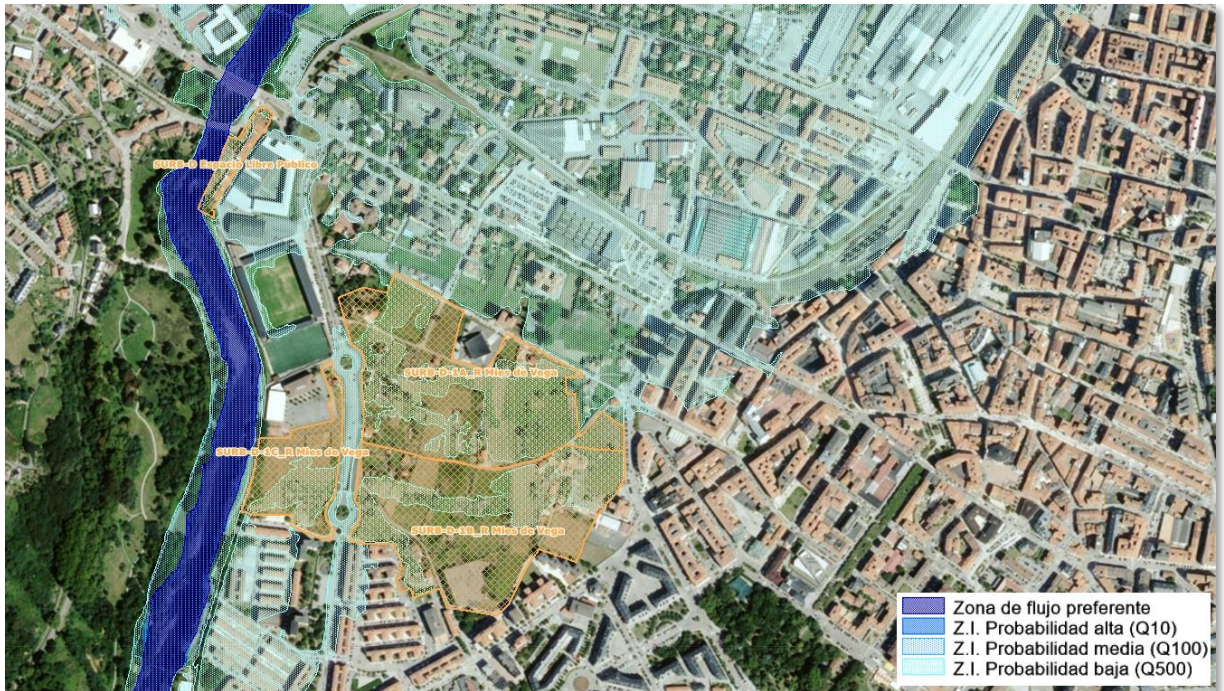 SURB-D Espacio Libre Público
SURB-D-1A_R Mies de Vega
SURB-D-1C_R Mies de Vega
SURB-D-1B_R Mies de Vega
Zona de flujo preferente
Z.I. Probabilidad alta (Q10)
Z.I. Probabilidad media (Q100)
Z.I. Probabilidad baja (Q500)